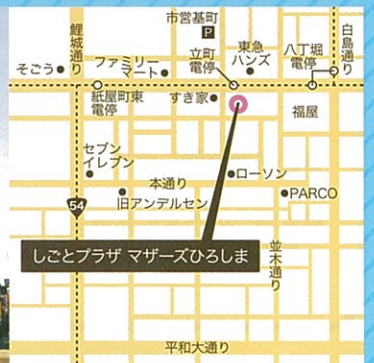 市営基町
P
鯉城通り
白島通り
そごう
ファミリー
マート
立町
電停
東急
ハンズ
八丁堀
電停
紙屋町東
電停
すき家
福屋
セブン
イレブン
ローソン
本通り
旧アンデルセン
PARCO
54
しごとプラザ マザーズひろしま
並木通り
平和大通り